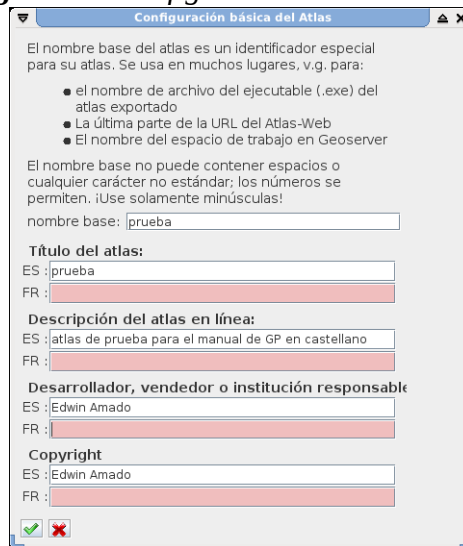 Configuración básica del Atlas
El nombre base del atlas es un identificador especial
para su atlas. Se usa en muchos lugares, v.g. para:
el nombre de archivo del ejecutable (.exe) del
atlas exportado
La última parte de la URL del Atlas-Web
El nombre del espacio de trabajo en Geoserver
El nombre base no puede contener espacios o
cualquier carácter no estándar; los números se
permiten. ¡Use solamente minúsculas!
nombre base: prueba
Título del atlas:
ES : prueba
FR :
Descripción del atlas en línea:
ES : atlas de prueba para el manual de GP en castellano
FR :
Desarrollador, vendedor o institución responsable
ES : Edwin Amado
FR :
Copyright
ES : Edwin Amado
FR :